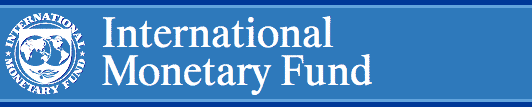 INTERNATIONAL
MONETARY FUND
International
Monetary Fund